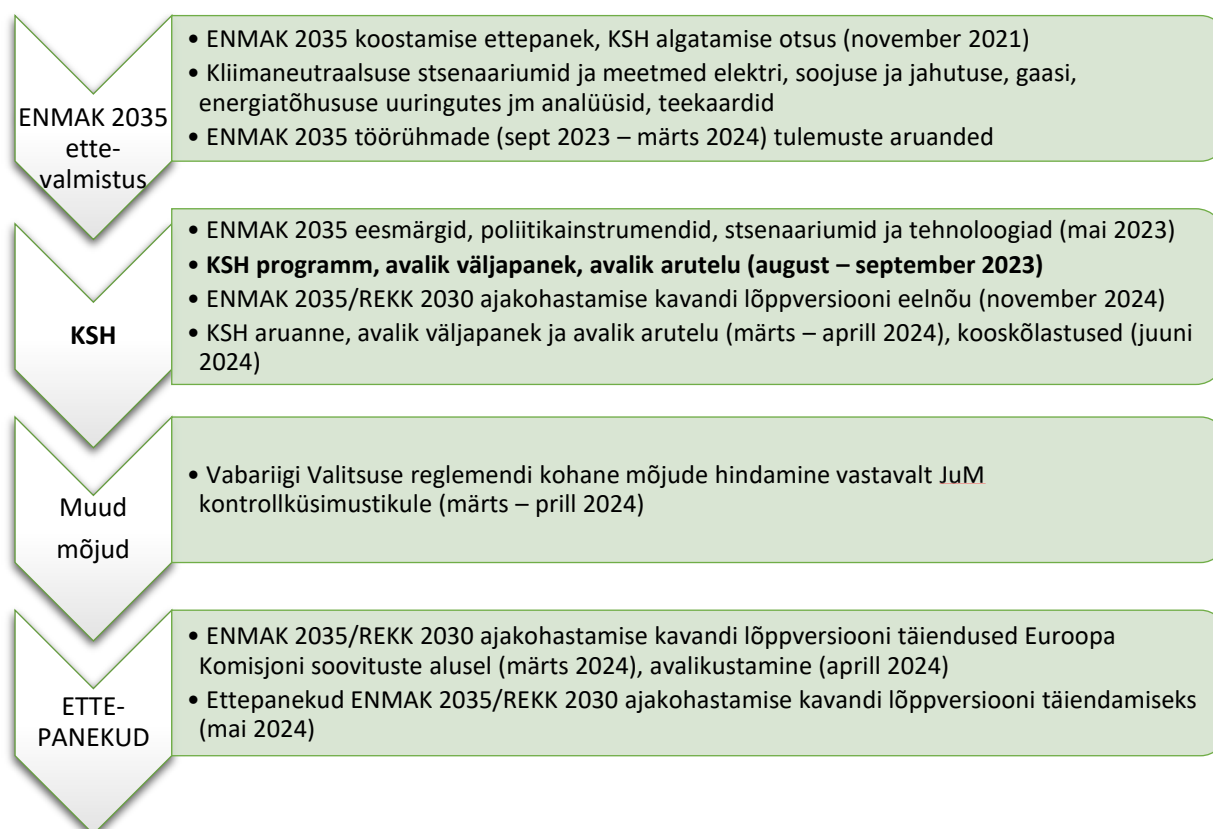 ENMAK 2035
ette-
valmistus
• ENMAK 2035 koostamise ettepanek, KSH algatamise otsus (november 2021)
• Kliimaneutraalsuse stsenaariumid ja meetmed elektri, soojuse ja jahutuse, gaasi,
energiatõhususe uuringutes jm analüüsid, teekaardid
• ENMAK 2035 töörühmade (sept 2023 – märts 2024) tulemuste aruanded
KSH
• ENMAK 2035 eesmärgid, poliitikainstrumendid, stsenaariumid ja tehnoloogiad (mai 2023)
• KSH programm, avalik väljapanek, avalik arutelu (august – september 2023)
• ENMAK 2035/REKK 2030 ajakohastamise kavandi lõppversiooni eelnõu (november 2024)
• KSH aruanne, avalik väljapanek ja avalik arutelu (märts – aprill 2024), kooskõlastused (juuni
2024)
Muud
mõjud
• Vabariigi Valitsuse reglemendi kohane mõjude hindamine vastavalt JuM
kontrollküsimustikule (märts – prill 2024)
ETTE-
PANEKUD
• ENMAK 2035/REKK 2030 ajakohastamise kavandi lõppversiooni täiendused Euroopa
Komisjoni soovituste alusel (märts 2024), avalikustamine (aprill 2024)
• Ettepanekud ENMAK 2035/REKK 2030 ajakohastamise kavandi lõppversiooni täiendamiseks
(mai 2024)